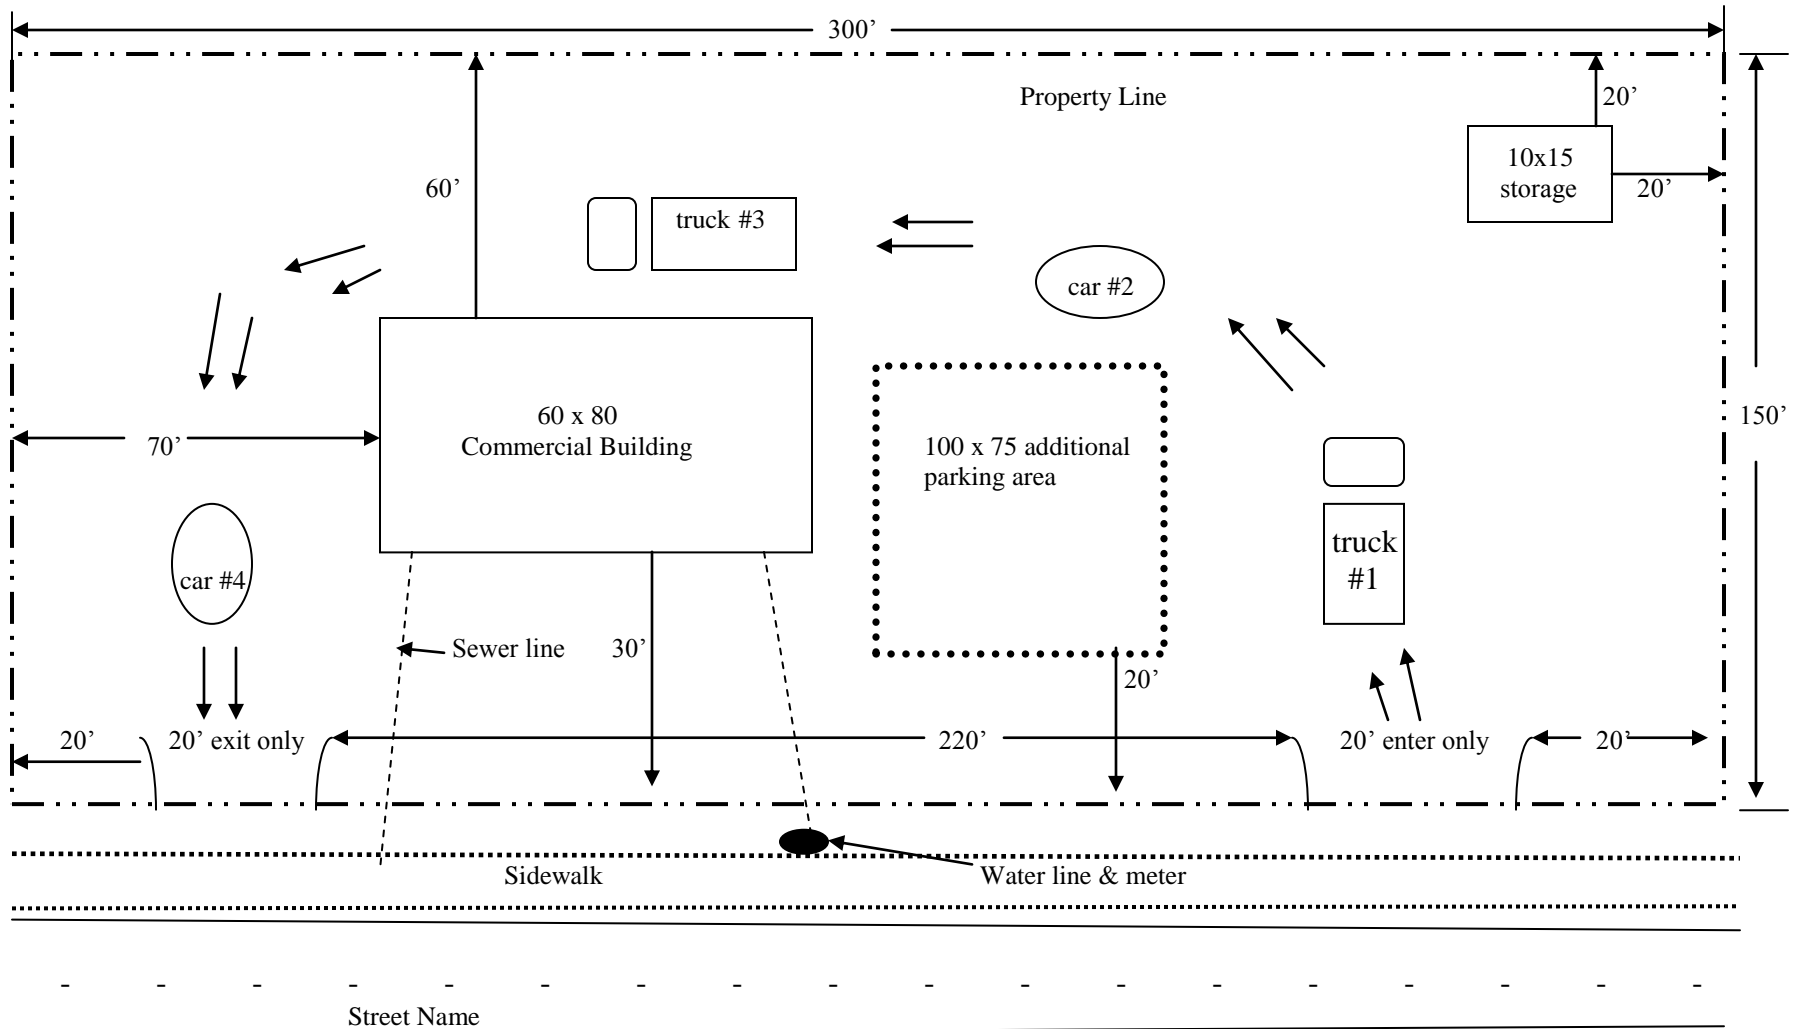 300’
Property Line
20’
10x15
storage
20’
60’
truck #3
car #2
150’
60 x 80
Commercial Building
70’
100 x 75 additional
parking area
truck
#1
car #4
Sewer line
30’
20’
20’
20’ exit only
220’
20’ enter only
20’
Sidewalk
Water line & meter
Street Name